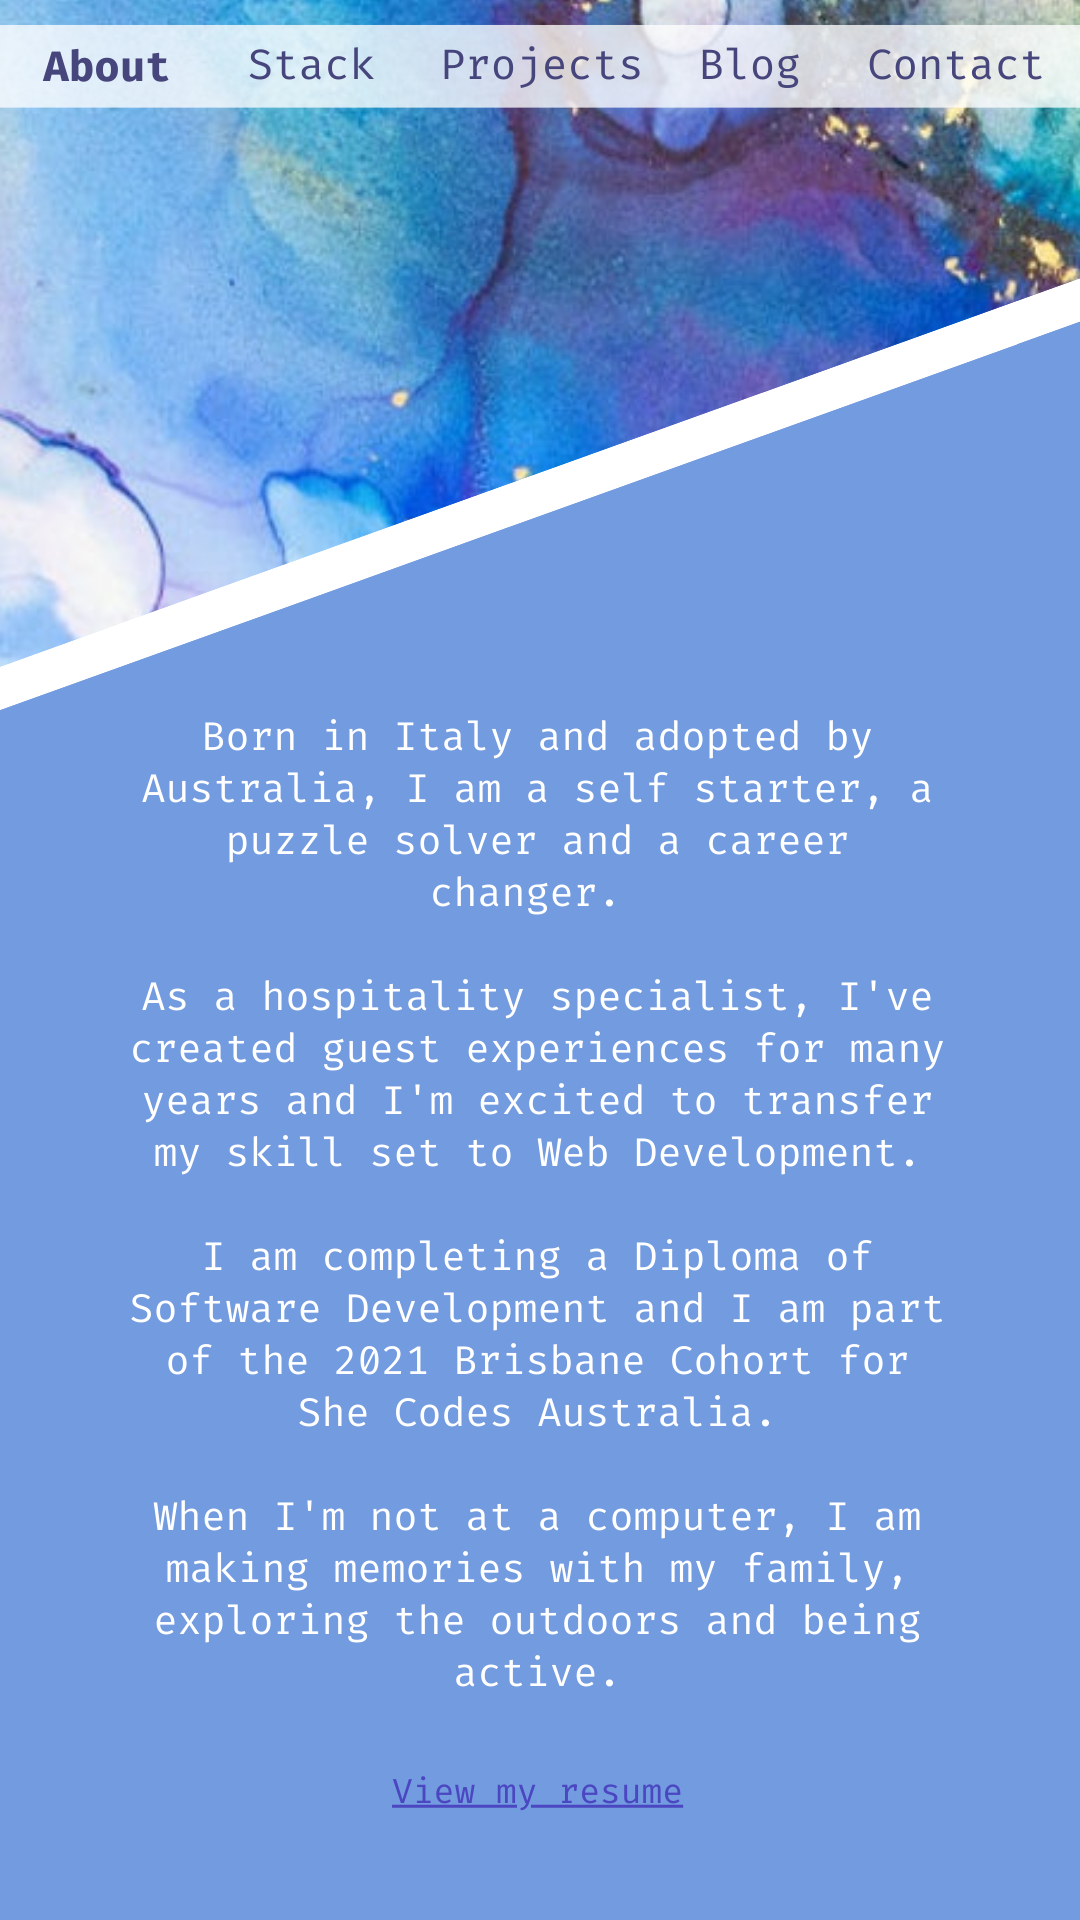 About Stack Projects Blog Contact
Born in Italy and adopted by
Australia, I am a self starter, a
puzzle solver and a career
changer.
As a hospitality specialist, I've
created guest experiences for many
years and I'm excited to transfer
my skill set to Web Development.
I am completing a Diploma of
Software Development and I am part
of the 2021 Brisbane Cohort for
She Codes Australia.
When I'm not at a computer, I am
making memories with my family,
exploring the outdoors and being
active.
View my resume